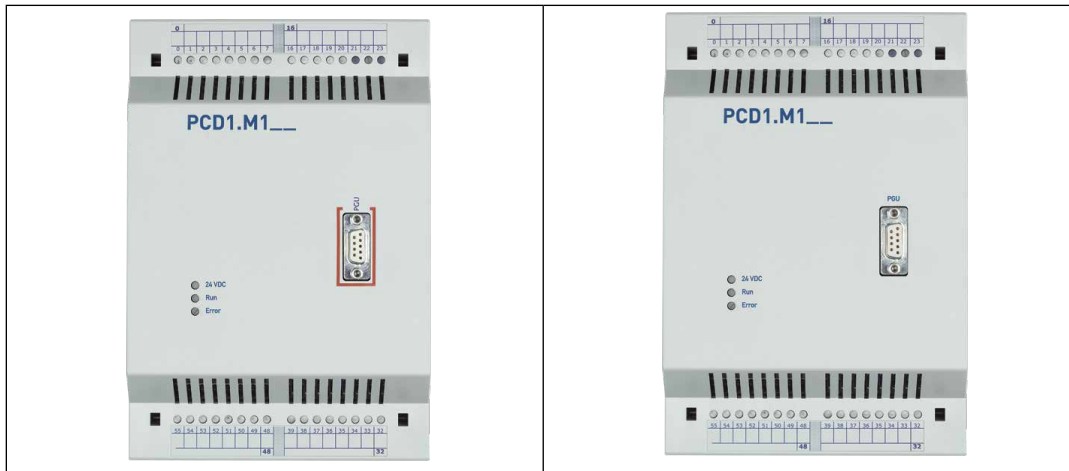 0 16
0 1 2 3 4 5 6 7 16 17 18 19 20 21 22 23
PCD1.M1__
PGU
24 VDC
Run
Error
55 54 53 52 51 50 49 48 39 38 37 36 35 34 33 32
48 32
0 16
0 1 2 3 4 5 6 7 16 17 18 19 20 21 22 23
PCD1.M1__
PGU
24 VDC
Run
Error
55 54 53 52 51 50 49 48 39 38 37 36 35 34 33 32
48 32